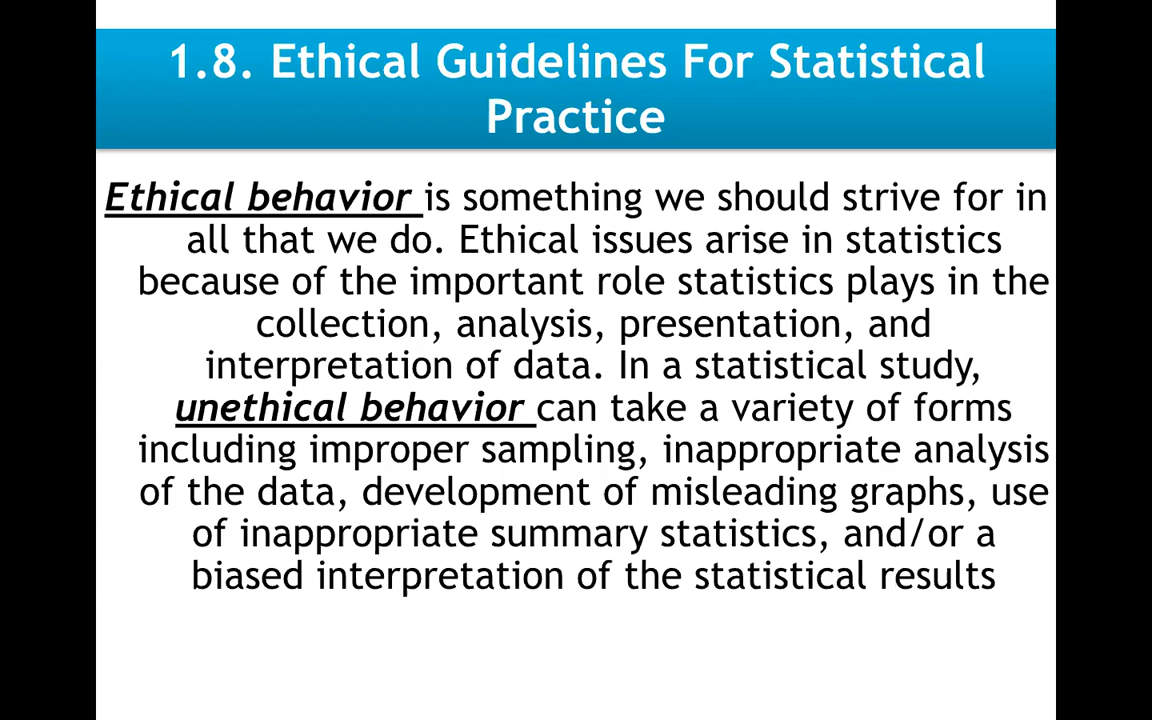 1.8. Ethical Guidelines For Statistical
Practice
Ethical behavior is something we should strive for in
all that we do. Ethical issues arise in statistics
because of the important role statistics plays in the
collection, analysis, presentation, and
interpretation of data. In a statistical study,
unethical behavior can take a variety of forms
including improper sampling, inappropriate analysis
of the data, development of misleading graphs, use
of inappropriate summary statistics, and/or a
biased interpretation of the statistical results